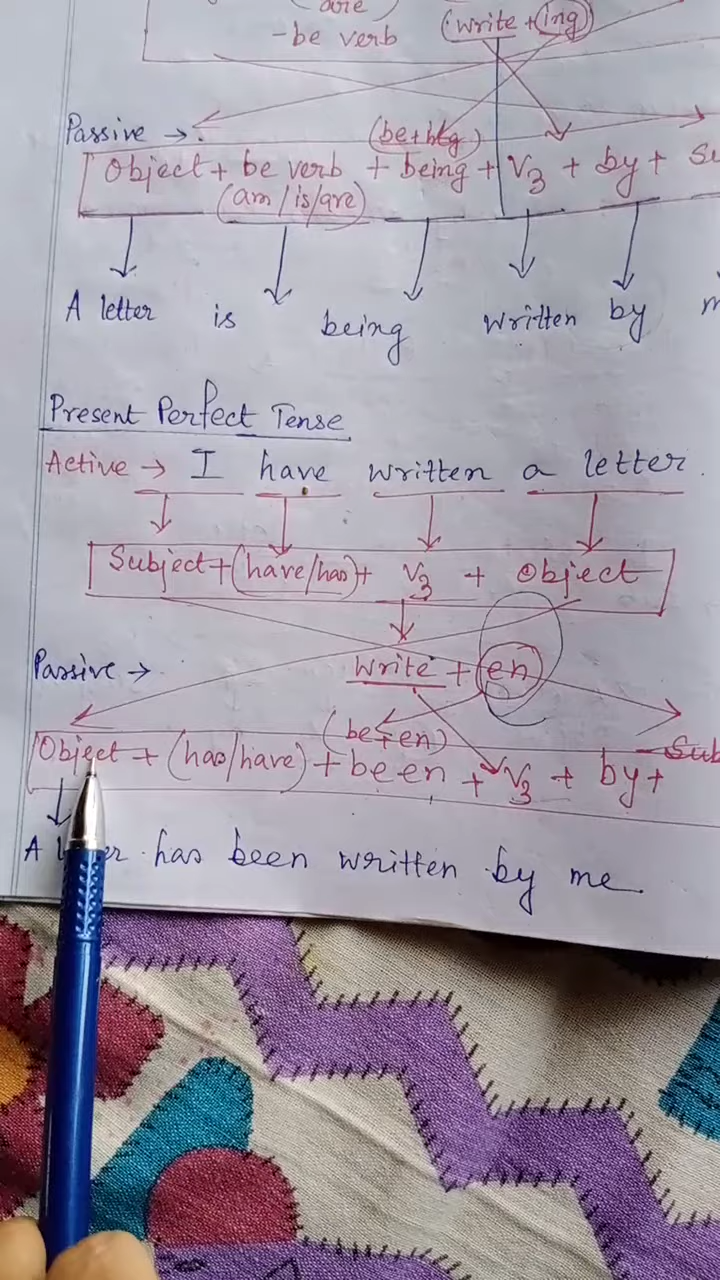 are
-be verb (write + ing)
Passive →
(be+ing)
Object + be verb + being + V3 + by +
(am/is/are)
A letter is being written by
Present Perfect Tense
Active → I have written a letter.
Subject + (have/has) + V3 + Object
Passive → write + en
(be+en)
Object + (has/have) + been + V3 + by + Sub
A has been written by me